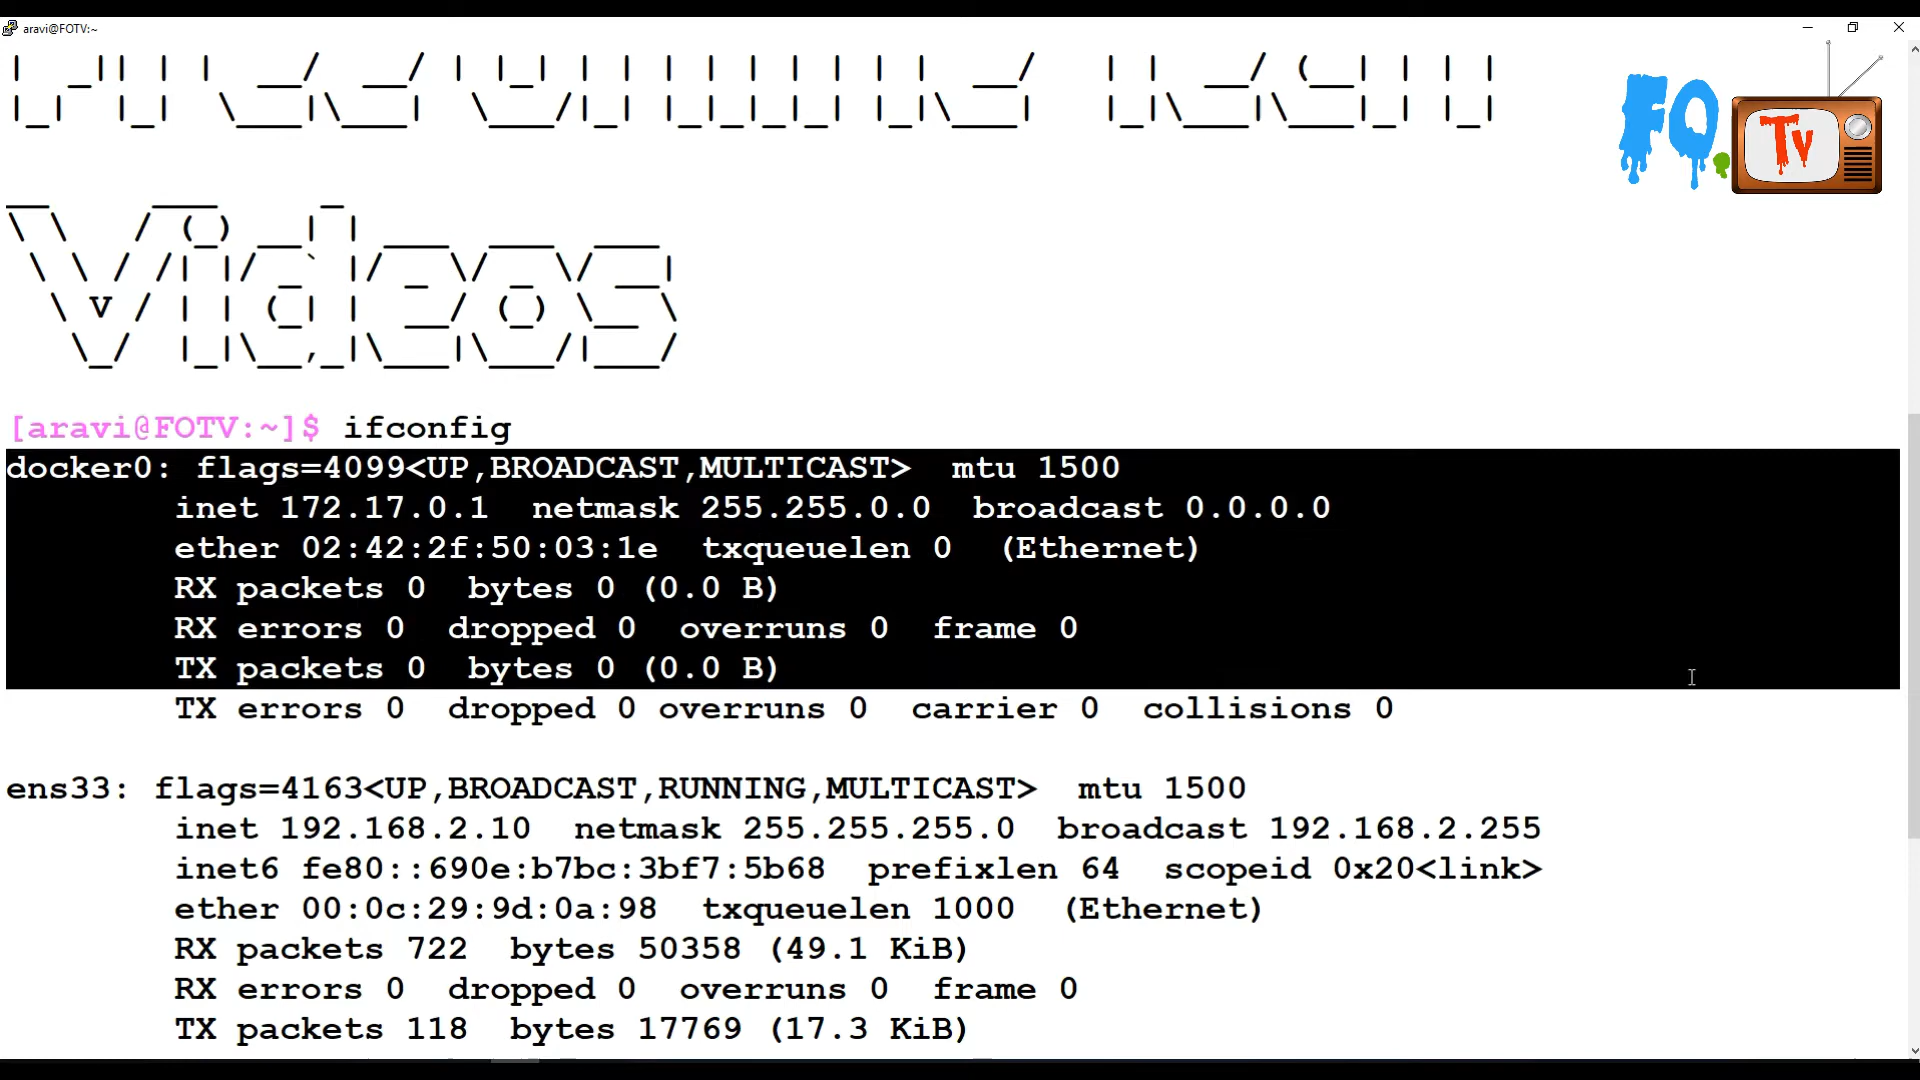 aravi@FOTV:~
FO.
TV
Videos
[aravi@FOTV:~]$ ifconfig
docker0: flags=4099<UP,BROADCAST,MULTICAST>  mtu 1500
inet 172.17.0.1  netmask 255.255.0.0  broadcast 0.0.0.0
ether 02:42:2f:50:03:1e  txqueuelen 0  (Ethernet)
RX packets 0  bytes 0 (0.0 B)
RX errors 0  dropped 0  overruns 0  frame 0
TX packets 0  bytes 0 (0.0 B)
TX errors 0  dropped 0 overruns 0  carrier 0  collisions 0
ens33: flags=4163<UP,BROADCAST,RUNNING,MULTICAST>  mtu 1500
inet 192.168.2.10  netmask 255.255.255.0  broadcast 192.168.2.255
inet6 fe80::690e:b7bc:3bf7:5b68  prefixlen 64  scopeid 0x20<link>
ether 00:0c:29:9d:0a:98  txqueuelen 1000  (Ethernet)
RX packets 722  bytes 50358 (49.1 KiB)
RX errors 0  dropped 0  overruns 0  frame 0
TX packets 118  bytes 17769 (17.3 KiB)